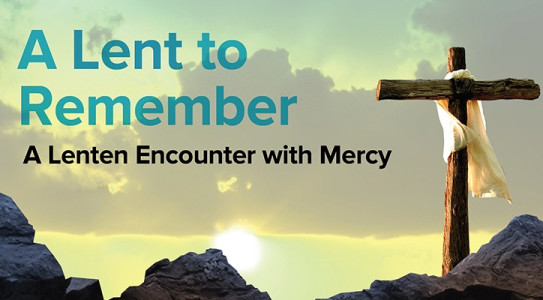 A Lent to
Remember
A Lenten Encounter with Mercy